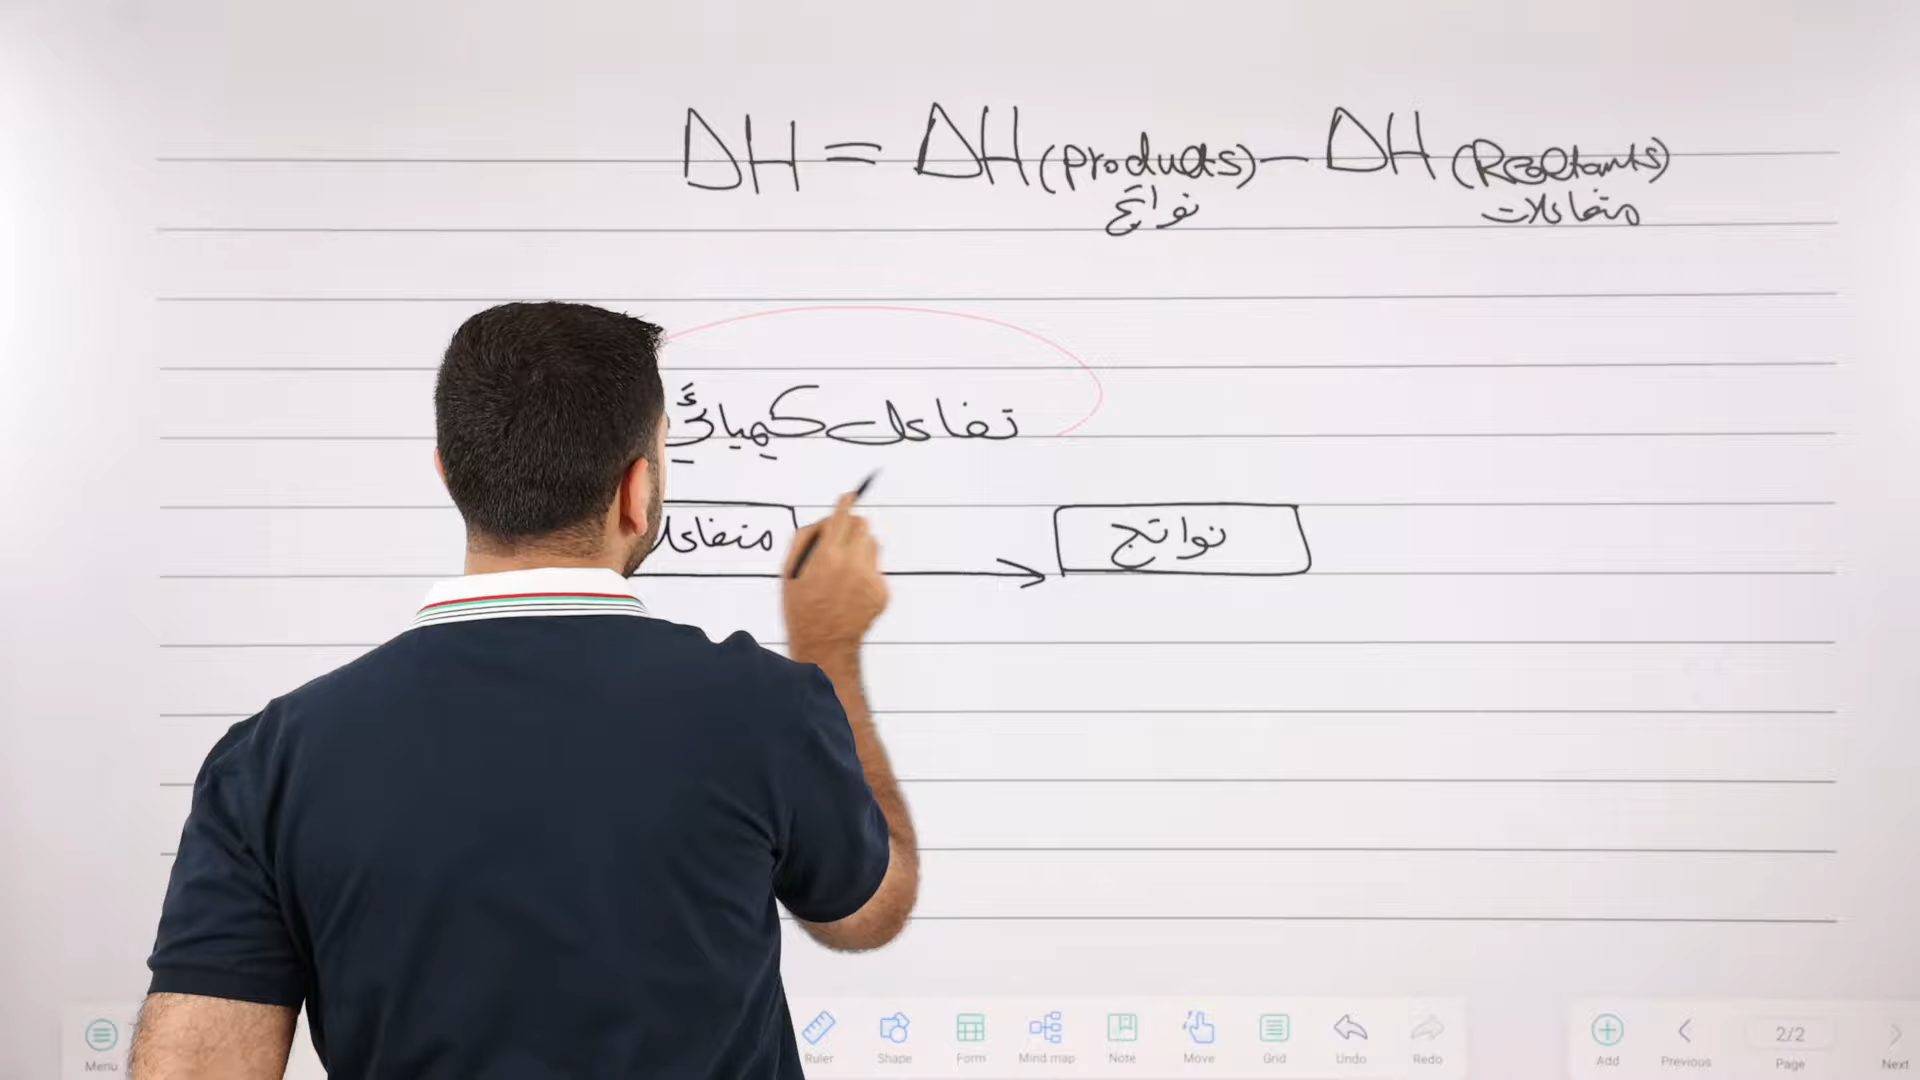 ΔH = ΔH (Products) - ΔH (Reactants)
نواتج متفاعلات
تفاعل كيميائي
نواتج
Menu Ruler Shape Form Mind map Note Move Grid Undo Redo Add Previous 2/2 Page Next